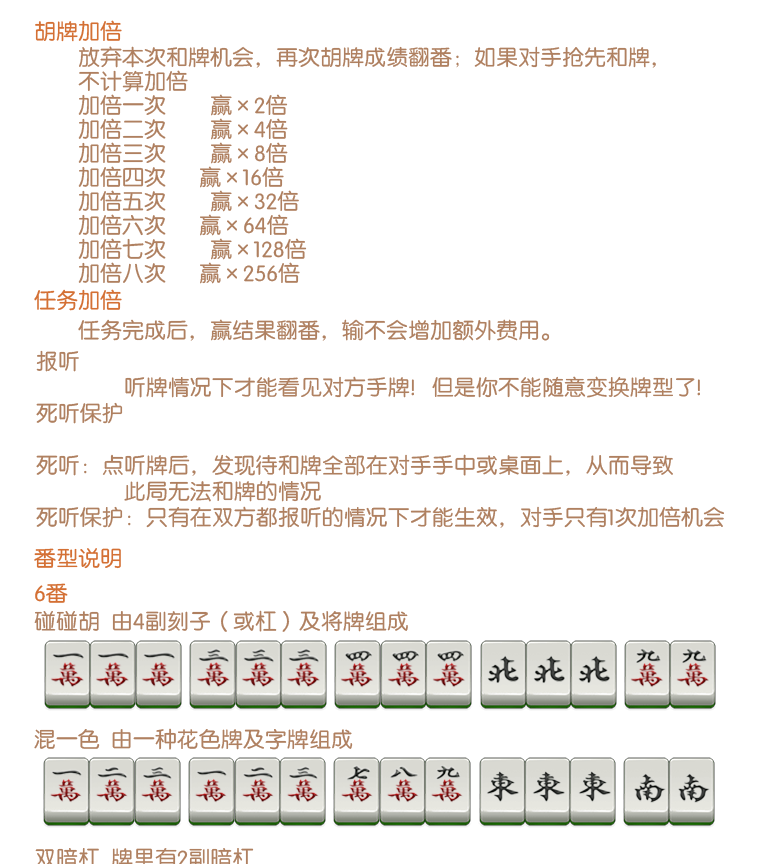 胡牌加倍
放弃本次和牌机会，再次胡牌成绩翻番；如果对手抢先和牌，
不计算加倍
加倍一次 赢×2倍
加倍二次 赢×4倍
加倍三次 赢×8倍
加倍四次 赢×16倍
加倍五次 赢×32倍
加倍六次 赢×64倍
加倍七次 赢×128倍
加倍八次 赢×256倍
任务加倍
任务完成后，赢结果翻番，输不会增加额外费用。
报听
听牌情况下才能看见对方手牌！但是你不能随意变换牌型了!
死听保护
死听：点听牌后，发现待和牌全部在对手手中或桌面上，从而导致
此局无法和牌的情况
死听保护：只有在双方都报听的情况下才能生效，对手只有1次加倍机会
番型说明
6番
碰碰胡 由4副刻子（或杠）及将牌组成
一萬 一萬 一萬 三萬 三萬 三萬 四萬 四萬 四萬 北 北 北 九萬 九萬
混一色 由一种花色牌及字牌组成
一萬 二萬 三萬 一萬 二萬 三萬 七萬 八萬 九萬 東 東 東 南 南
双暗杠 牌里有2副暗杠